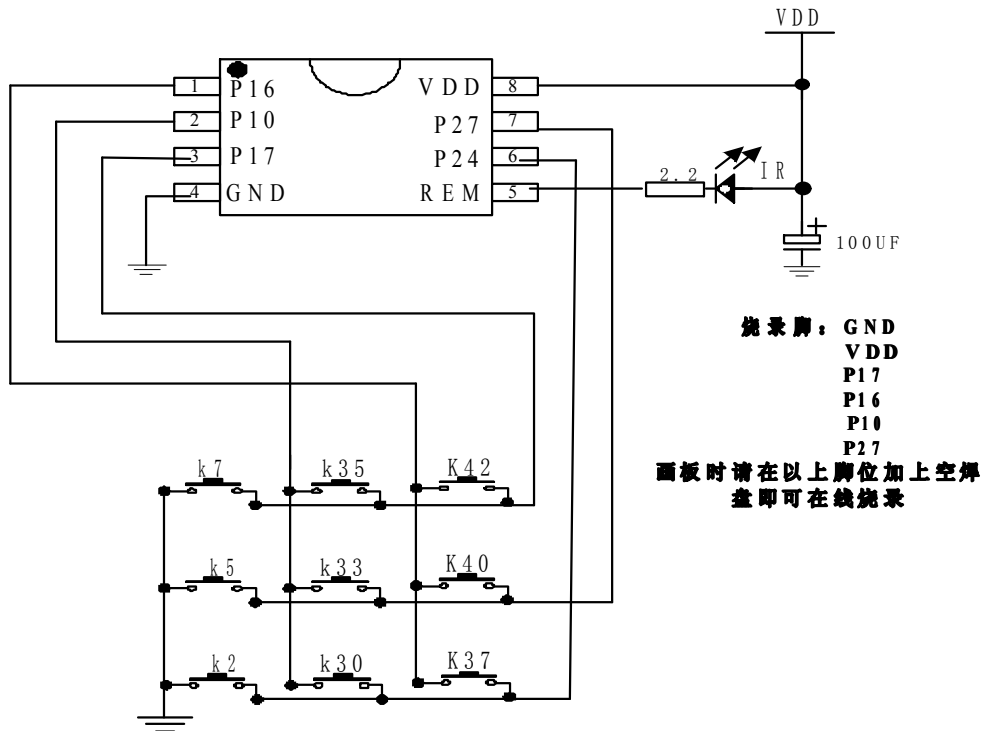 VDD
1 P16 VDD 8
2 P10 P27 7
3 P17 P24 6
4 GND REM 5
2.2 IR
+
100UF
烧录脚：GND
VDD
P17
P16
P10
P27
画板时请在以上脚位加上空焊
盘即可在线烧录
k7 k35 K42
k5 k33 K40
k2 k30 K37